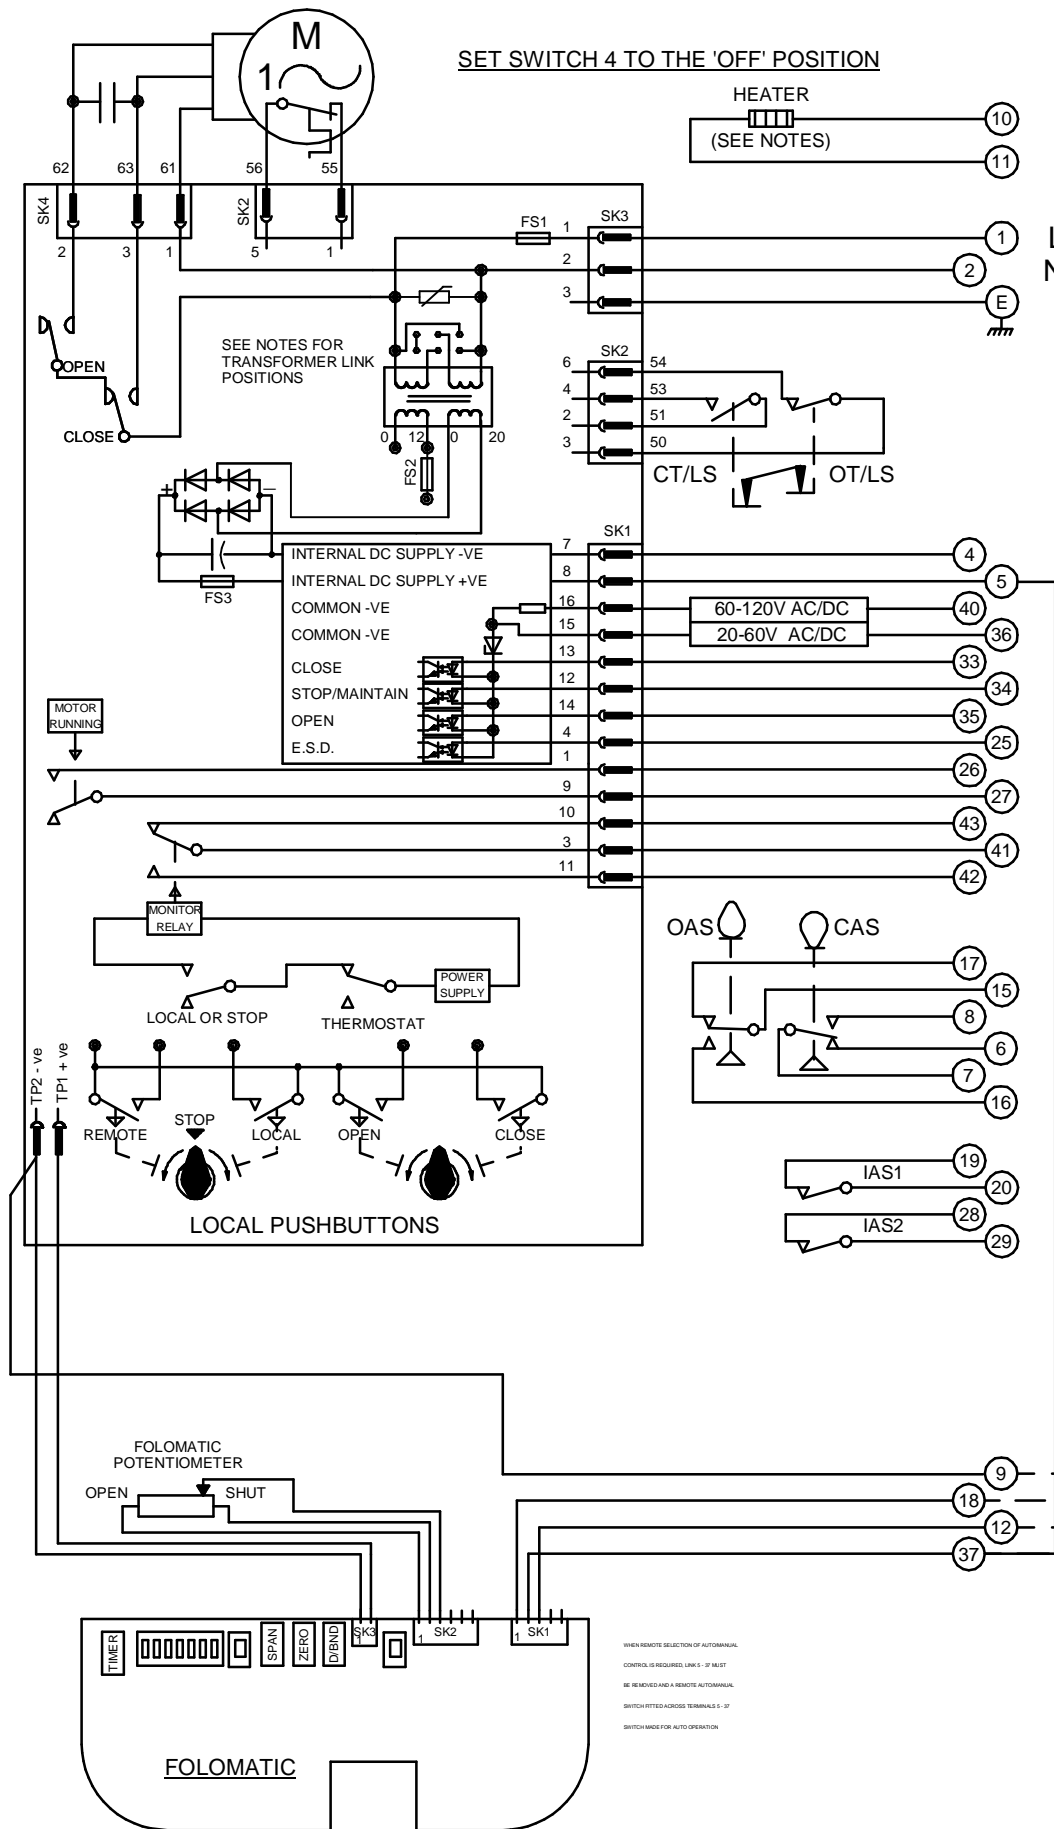 M
1
SET SWITCH 4 TO THE 'OFF' POSITION
HEATER
(SEE NOTES)
10
11
62
63
61
56
55
SK4
SK2
2
3
1
5
1
FS1
SK3
1
2
3
1
2
E
L
N
SEE NOTES FOR
TRANSFORMER LINK
POSITIONS
OPEN
CLOSE
0
12
0
20
FS2
SK2
6
4
2
3
54
53
51
50
CT/LS
OT/LS
+
–
FS3
SK1
INTERNAL DC SUPPLY -VE
7
4
INTERNAL DC SUPPLY +VE
8
5
COMMON -VE
16
60-120V AC/DC
40
COMMON -VE
15
20-60V AC/DC
36
CLOSE
13
33
STOP/MAINTAIN
12
34
OPEN
14
35
E.S.D.
4
25
MOTOR
RUNNING
1
26
9
27
10
43
3
41
11
42
MONITOR
RELAY
POWER
SUPPLY
LOCAL OR STOP
THERMOSTAT
OAS
CAS
17
15
8
6
7
16
TP2 - ve
TP1 + ve
REMOTE
STOP
LOCAL
OPEN
CLOSE
LOCAL PUSHBUTTONS
IAS1
19
20
IAS2
28
29
FOLOMATIC
POTENTIOMETER
OPEN
SHUT
9
18
12
37
TIMER
SPAN
ZERO
D/BND
SK3
1
SK2
1
SK1
1
FOLOMATIC
WHEN REMOTE SELECTION OF AUTO/MANUAL
CONTROL IS REQUIRED, LINK 5 - 37 MUST
BE REMOVED AND A REMOTE AUTO/MANUAL
SWITCH FITTED ACROSS TERMINALS 5 - 37
SWITCH MADE FOR AUTO OPERATION